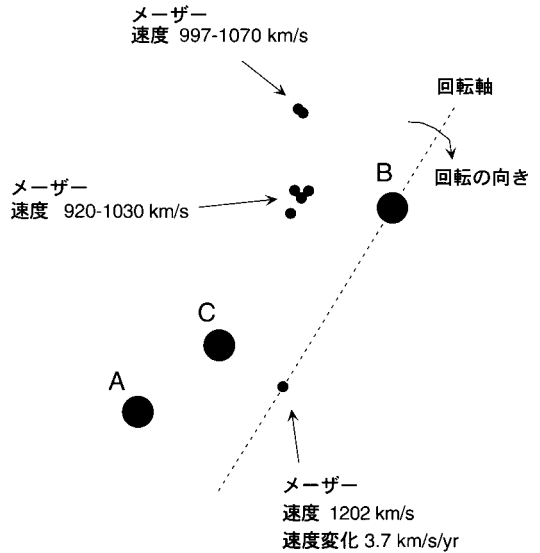 メーザー
速度 997-1070 km/s
回転軸
回転の向き
B
メーザー
速度 920-1030 km/s
C
A
メーザー
速度 1202 km/s
速度変化 3.7 km/s/yr